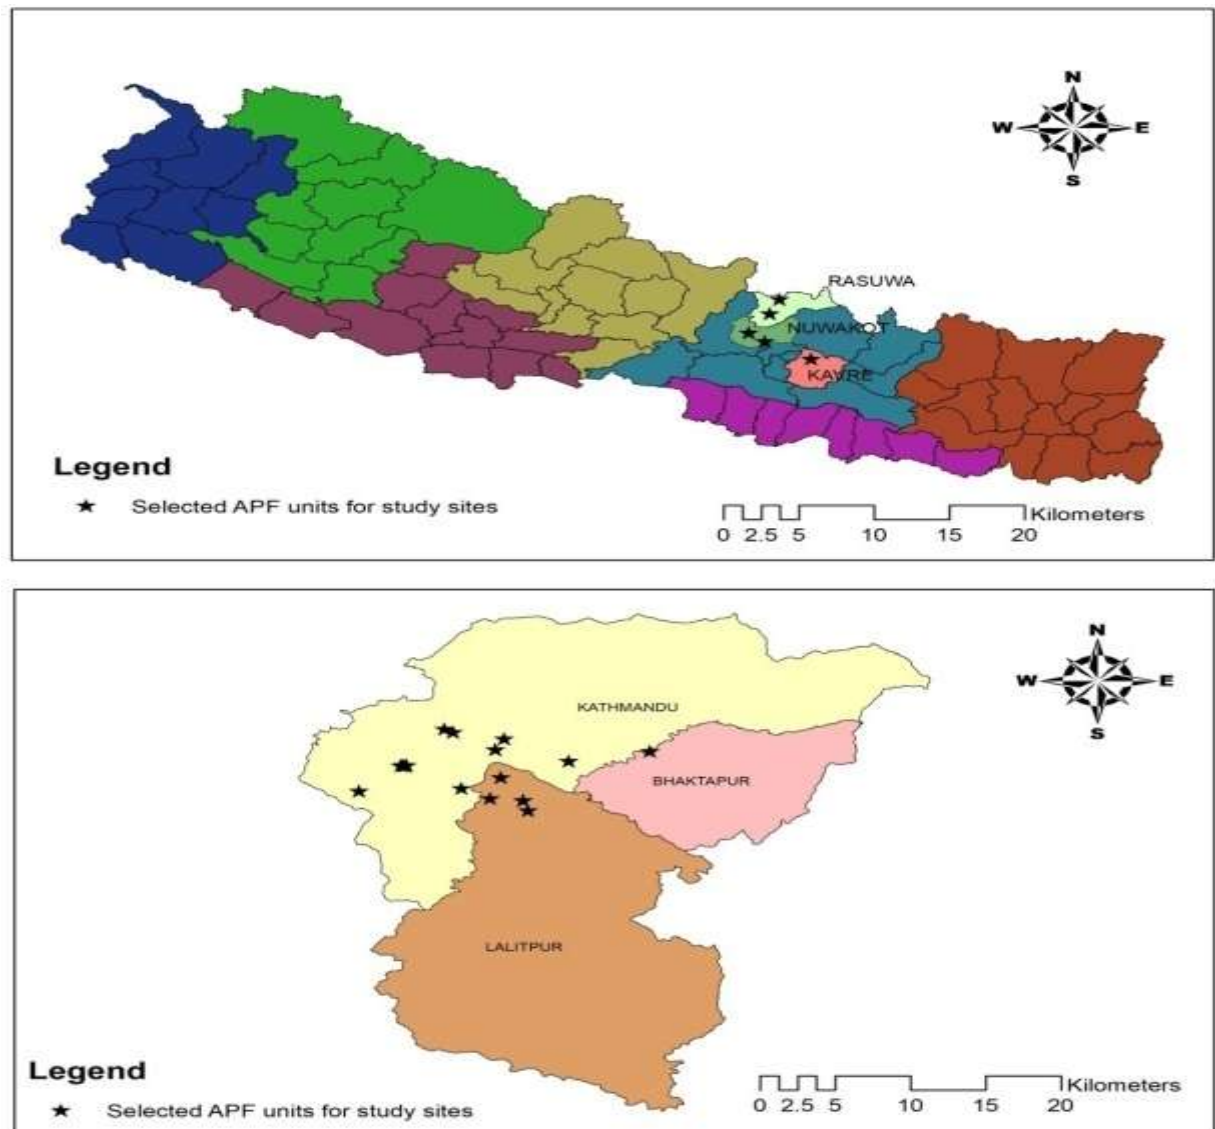 N
W E
S
RASUWA
NUWAKOT
KAVRE
Legend
Selected APF units for study sites
Kilometers
0 2.5 5 10 15 20
N
W E
S
KATHMANDU
BHAKTAPUR
LALITPUR
Legend
Selected APF units for study sites
Kilometers
0 2.5 5 10 15 20